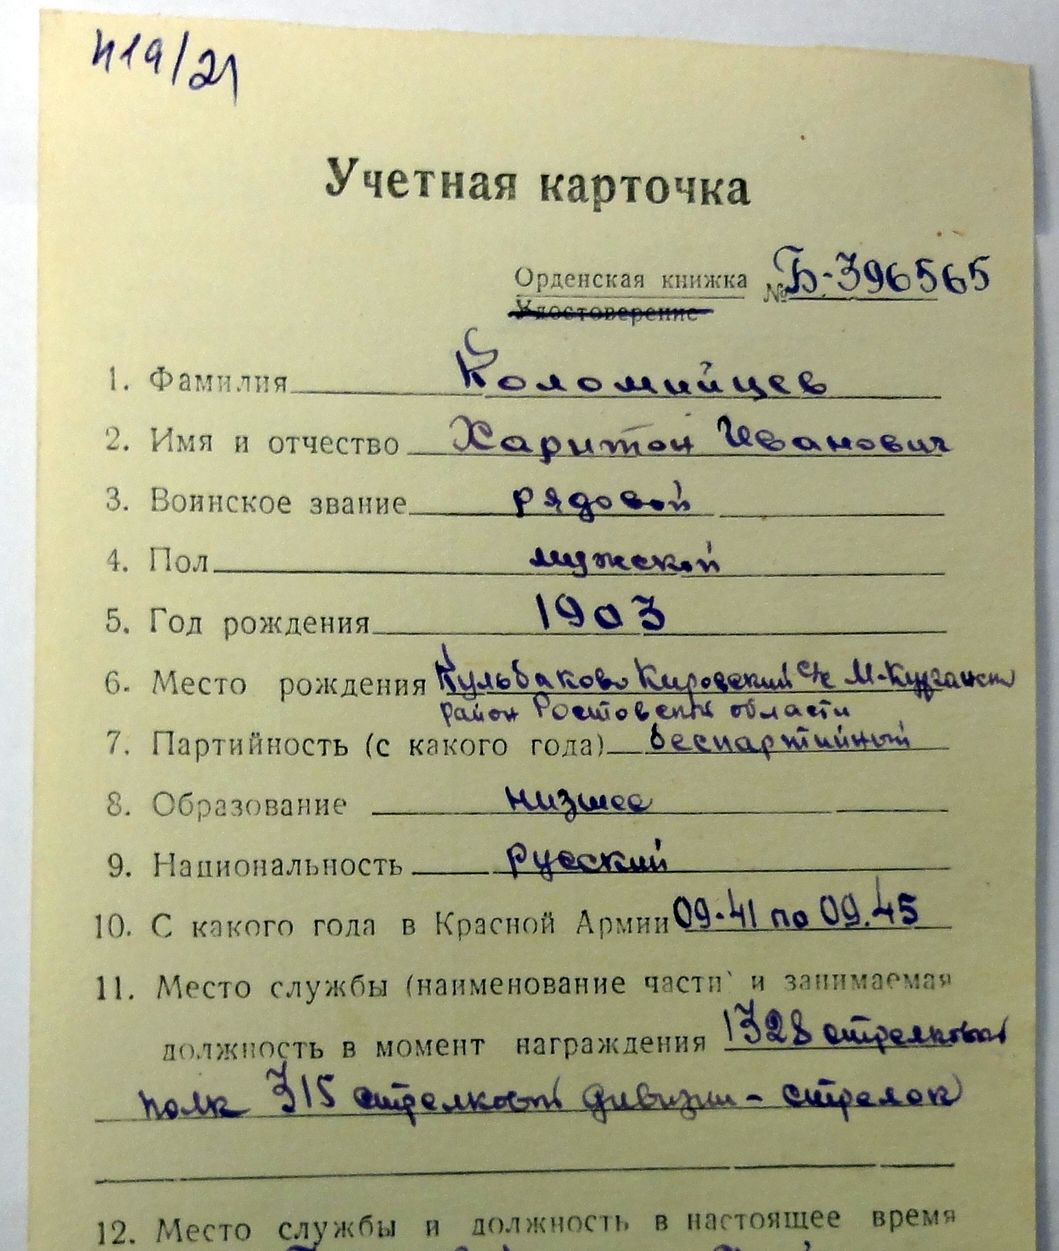 419/21
Учетная карточка
Орденская книжка № Б-396565
Удостоверение
1. Фамилия Коломийцев
2. Имя и отчество Харитон Иванович
3. Воинское звание рядовой
4. Пол мужской
5. Год рождения 1903
6. Место рождения Кульбаково Кировский с/с М-Курганск
район Ростовской области
7. Партийность (с какого года) беспартийный
8. Образование низшее
9. Национальность русский
10. С какого года в Красной Армии 09.41 по 09.45
11. Место службы (наименование части и занимаемая
должность в момент награждения 1328 стрелковый
полк 315 стрелковой дивизии - стрелок
12. Место службы и должность в настоящее время